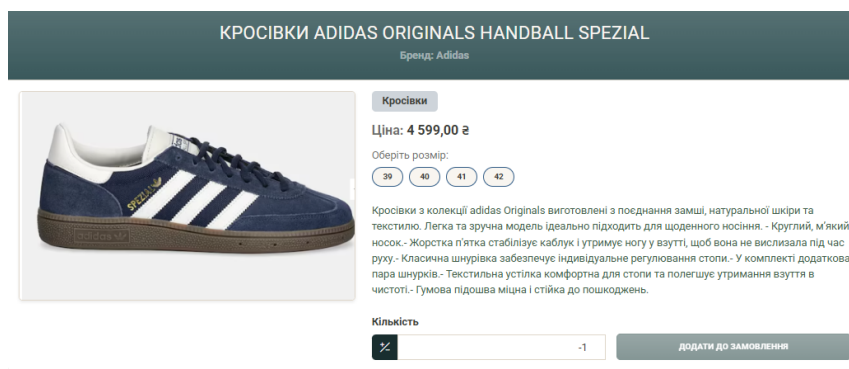 КРОСІВКИ ADIDAS ORIGINALS HANDBALL SPEZIAL
Бренд: Adidas
SPEZIAL
adidas
Кросівки
Ціна: 4 599,00 ₴
Оберіть розмір:
39 40 41 42
Кросівки з колекції adidas Originals виготовлені з поєднання замші, натуральної шкіри та
текстилю. Легка та зручна модель ідеально підходить для щоденного носіння. - Круглий, м'який
носок.- Жорстка п'ятка стабілізує каблук і утримує ногу у взутті, щоб вона не вислизала під час
руху.- Класична шнурівка забезпечує індивідуальне регулювання стопи.- У комплекті додаткова
пара шнурків.- Текстильна устілка комфортна для стопи та полегшує утримання взуття в
чистоті.- Гумова підошва міцна і стійка до пошкоджень.
Кількість
-1
ДОДАТИ ДО ЗАМОВЛЕННЯ